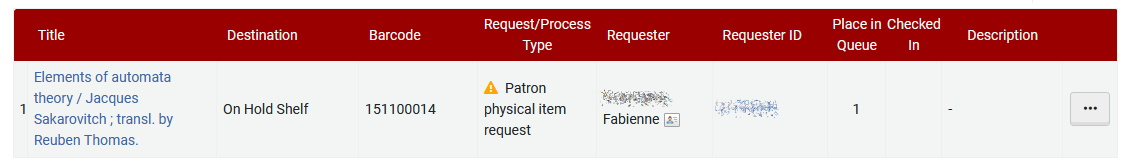 Title Destination Barcode Request/Process Type Requester Requester ID Place in Queue Checked In Description
1 Elements of automata theory / Jacques Sakarovitch ; transl. by Reuben Thomas. On Hold Shelf 151100014 Patron physical item request Fabienne 1 - ...